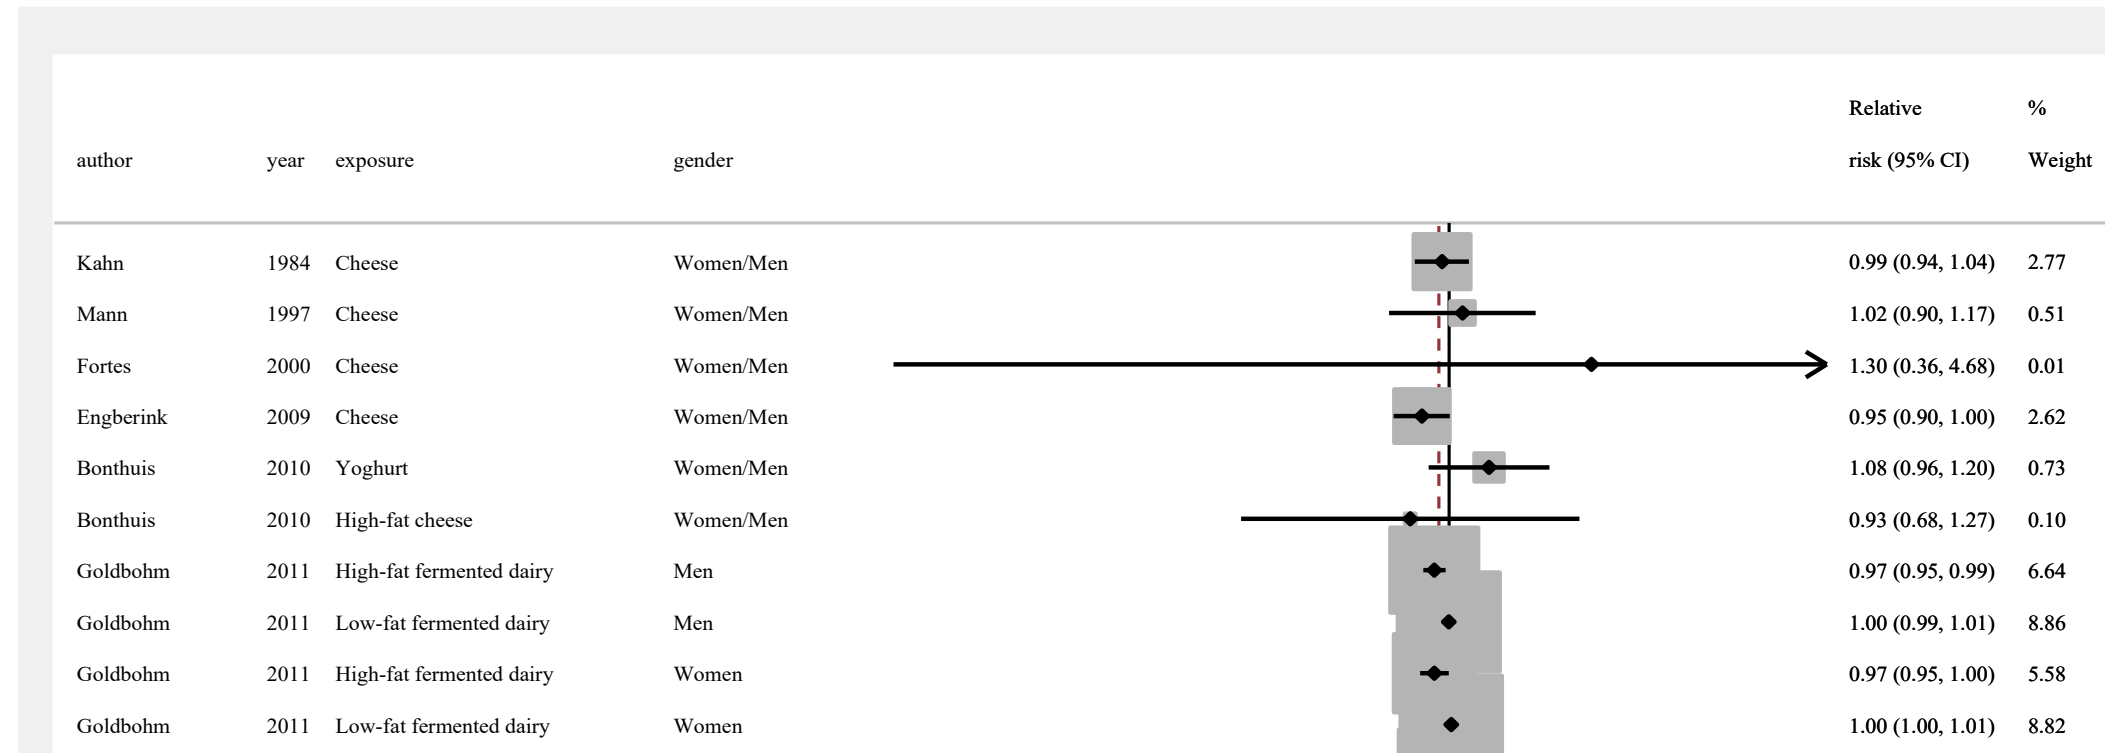 Relative %
author year exposure gender risk (95% CI) Weight
Kahn 1984 Cheese Women/Men 0.99 (0.94, 1.04) 2.77
Mann 1997 Cheese Women/Men 1.02 (0.90, 1.17) 0.51
Fortes 2000 Cheese Women/Men 1.30 (0.36, 4.68) 0.01
Engberink 2009 Cheese Women/Men 0.95 (0.90, 1.00) 2.62
Bonthuis 2010 Yoghurt Women/Men 1.08 (0.96, 1.20) 0.73
Bonthuis 2010 High-fat cheese Women/Men 0.93 (0.68, 1.27) 0.10
Goldbohm 2011 High-fat fermented dairy Men 0.97 (0.95, 0.99) 6.64
Goldbohm 2011 Low-fat fermented dairy Men 1.00 (0.99, 1.01) 8.86
Goldbohm 2011 High-fat fermented dairy Women 0.97 (0.95, 1.00) 5.58
Goldbohm 2011 Low-fat fermented dairy Women 1.00 (1.00, 1.01) 8.82